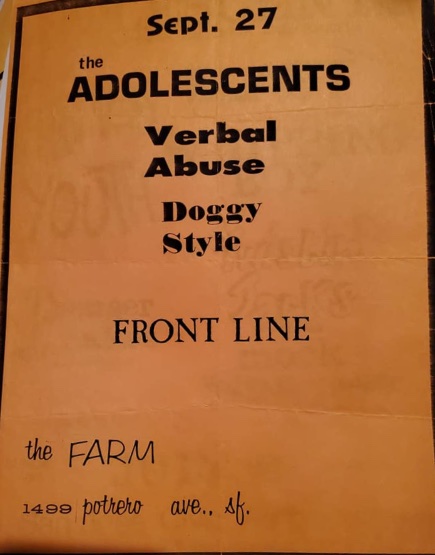 Sept. 27
the
ADOLESCENTS
Verbal
Abuse
Doggy
Style
FRONT LINE
the FARM
1499 potrero ave., sf.